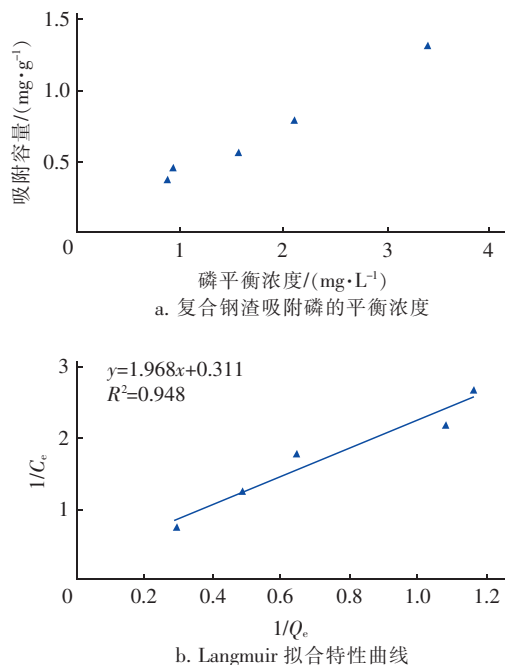 1.5
1.0
0.5
0
1
2
3
4
吸附容量/(mg·g⁻¹)
磷平衡浓度/(mg·L⁻¹)
a. 复合钢渣吸附磷的平衡浓度
y=1.968x+0.311
R²=0.948
3
2
1
0
0.2
0.4
0.6
0.8
1.0
1.2
1/Cₑ
1/Qₑ
b. Langmuir 拟合特性曲线